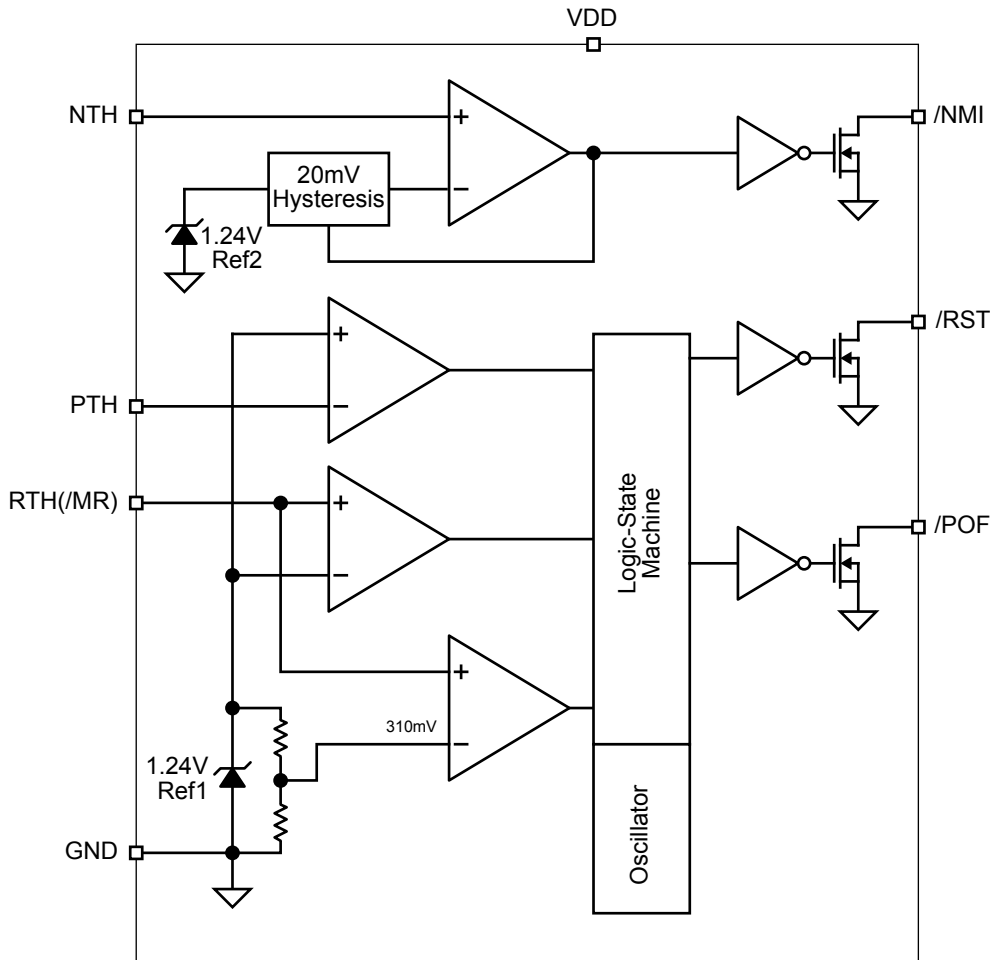 VDD
NTH
+
/NMI
20mV
Hysteresis
−
1.24V
Ref2
+
/RST
PTH
−
RTH(/MR)
+
Logic-State
Machine
/POF
−
+
310mV
−
1.24V
Ref1
Oscillator
GND